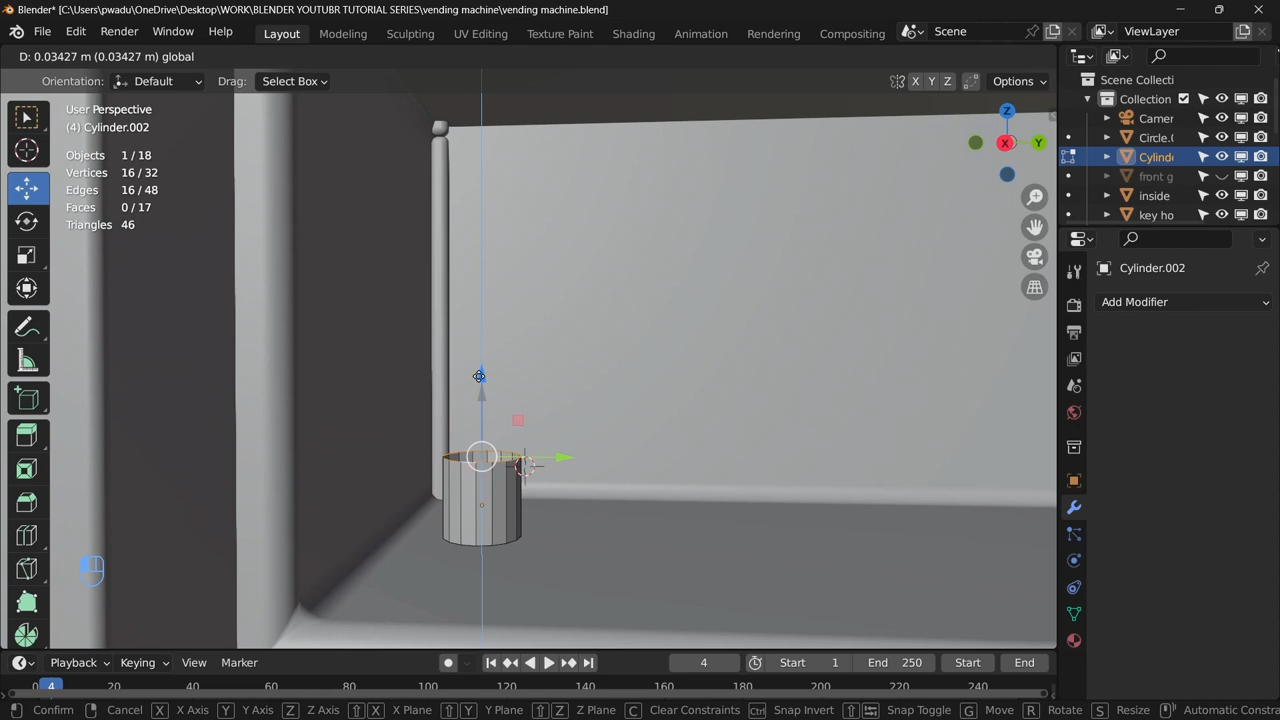 Blender* [C:\Users\pwadu\OneDrive\Desktop\WORK\BLENDER YOUTUBR TUTORIAL SERIES\vending machine\vending machine.blend]
File Edit Render Window Help Layout Modeling Sculpting UV Editing Texture Paint Shading Animation Rendering Compositing Scene ViewLayer
D: 0.03427 m (0.03427 m) global
Orientation: Default Drag: Select Box X Y Z Options
Scene Collecti
User Perspective
(4) Cylinder.002
Collection
Camer
Circle.(
Cylinde
front g
inside
key ho
Objects 1 / 18
Vertices 16 / 32
Edges 16 / 48
Faces 0 / 17
Triangles 46
Z
X
Y
Cylinder.002
Add Modifier
Playback Keying View Marker 4 Start 1 End 250 Start End
0 4 20 40 60 80 100 120 140 160 180 200 220 240
Confirm Cancel X X Axis Y Y Axis Z Z Axis X X Plane Y Y Plane Z Z Plane C Clear Constraints Ctrl Snap Invert Snap Toggle G Move R Rotate S Resize Automatic Constra